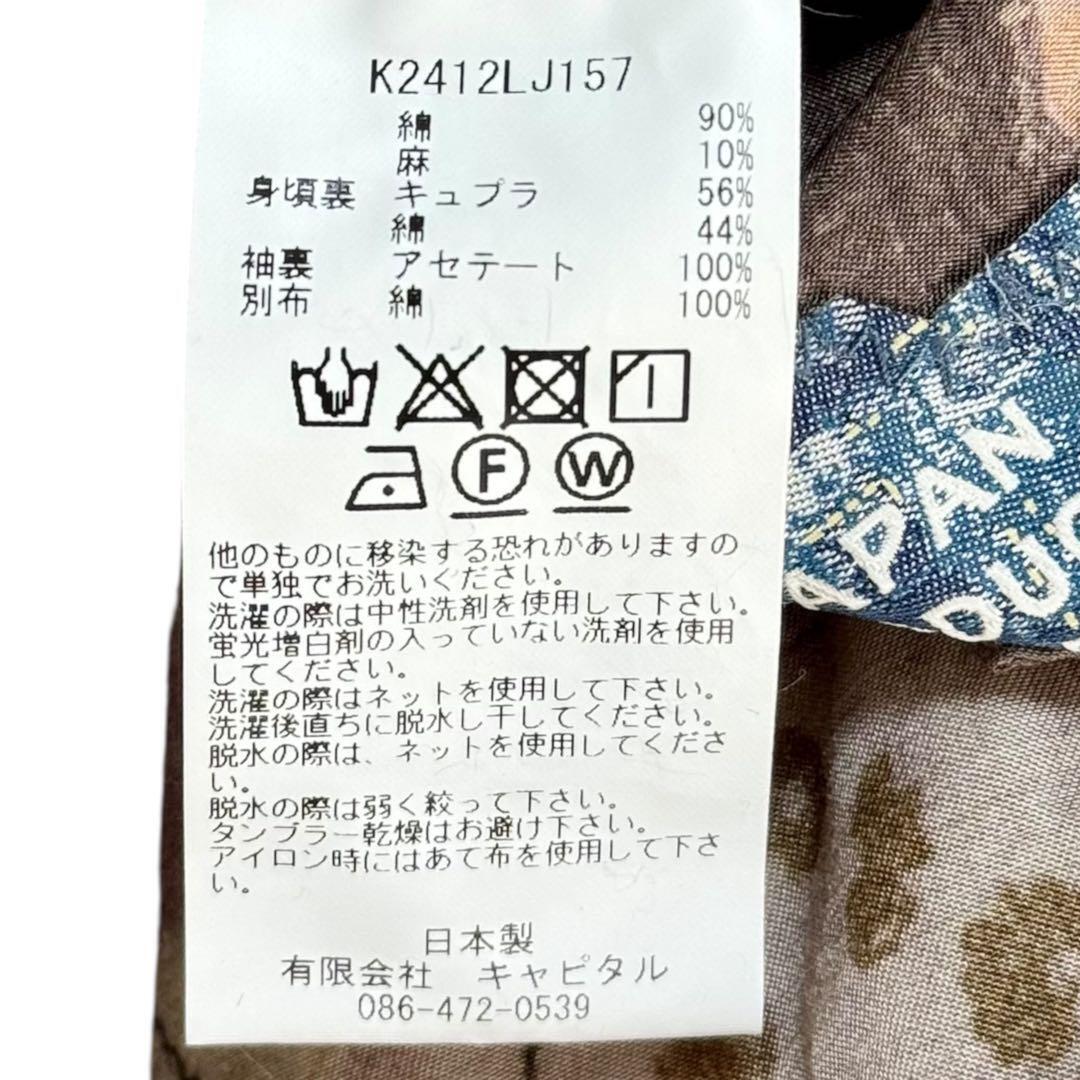 K2412LJ157
綿 90%
麻 10%
身頃裏 キュプラ 56%
綿 44%
袖裏 アセテート 100%
別布 綿 100%
F W
他のものに移染する恐れがありますの
で単独でお洗いください。
洗濯の際は中性洗剤を使用して下さい。
蛍光増白剤の入っていない洗剤を使用
してください。
洗濯の際はネットを使用して下さい。
洗濯後直ちに脱水し干してください。
脱水の際は、ネットを使用してくださ
い。
脱水の際は弱く絞って下さい。
タンブラー乾燥はお避け下さい。
アイロン時にはあて布を使用して下さ
い。
日本製
有限会社 キャピタル
086-472-0539
APAN